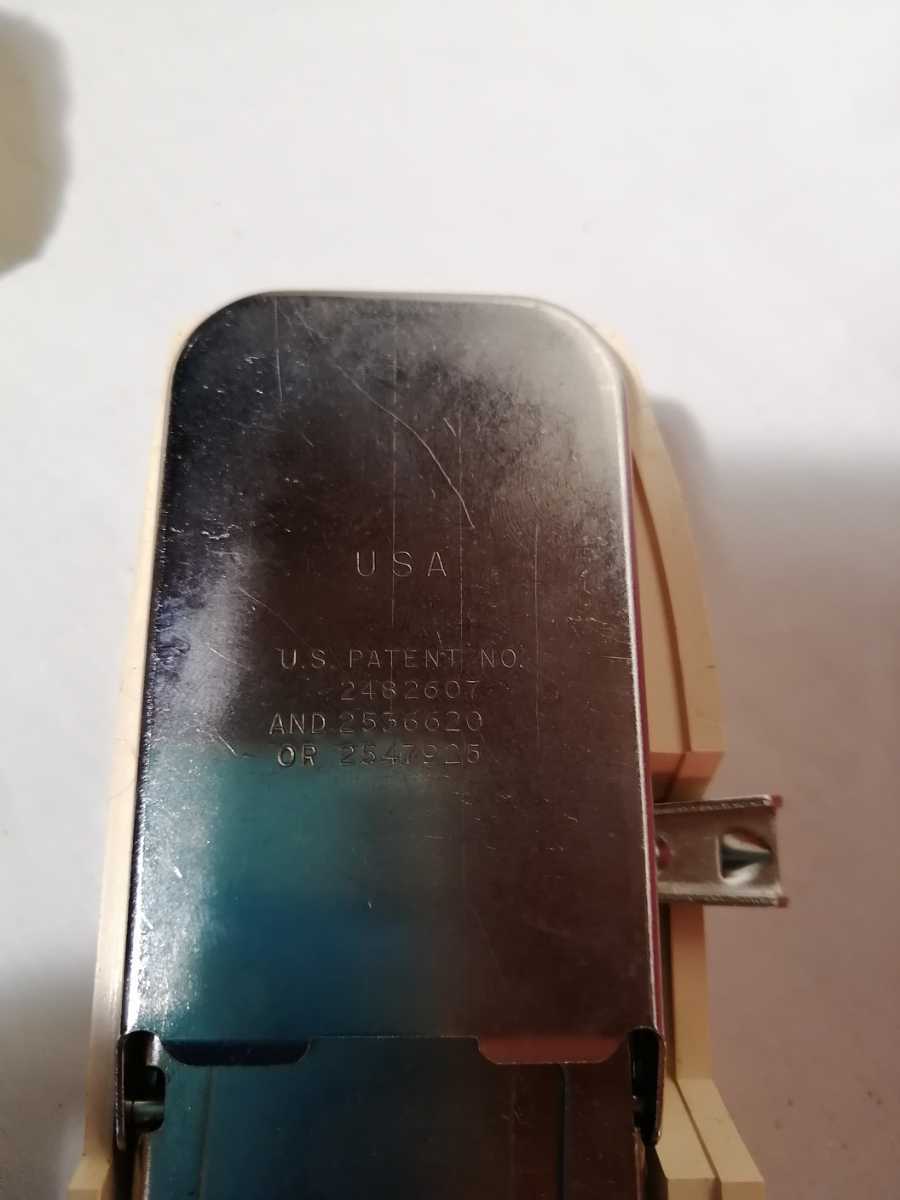 USA
U.S. PATENT NO.
2482607
AND 2536620
OR 2547925